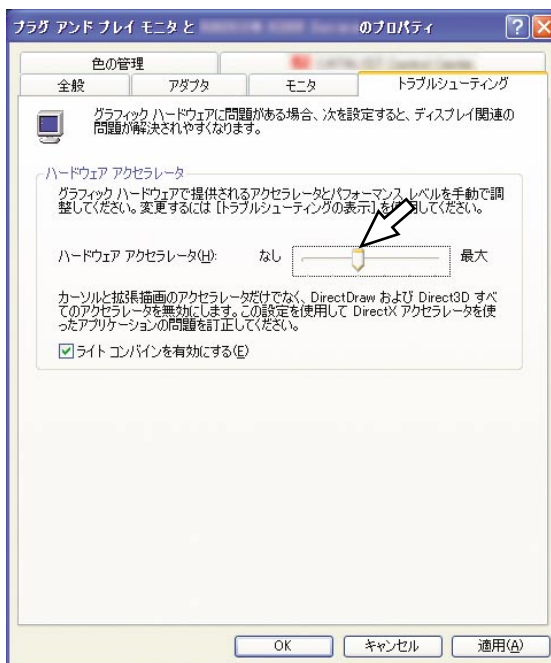 プラグ アンド プレイ モニタ と のプロパティ
色の管理
全般 アダプタ モニタ トラブルシューティング
グラフィック ハードウェアに問題がある場合、次を設定すると、ディスプレイ関連の
問題が解決されやすくなります。
ハードウェア アクセラレータ
グラフィック ハードウェアで提供されるアクセラレータとパフォーマンス レベルを手動で調
整してください。変更するには [トラブルシューティングの表示] を使用してください。
ハードウェア アクセラレータ(H): なし 最大
カーソルと拡張描画のアクセラレータだけでなく、DirectDraw および Direct3D すべ
てのアクセラレータを無効にします。この設定を使用して DirectX アクセラレータを使
ったアプリケーションの問題を訂正してください。
ライト コンバインを有効にする(E)
OK キャンセル 適用(A)